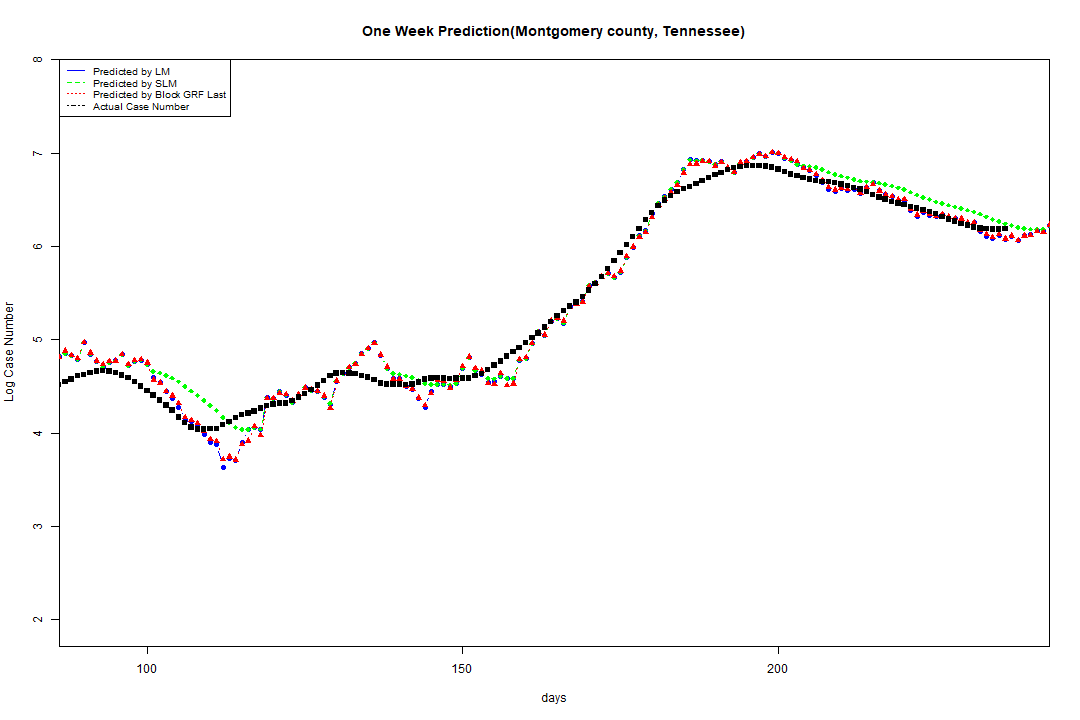 One Week Prediction(Montgomery county, Tennessee)
8
Predicted by LM
Predicted by SLM
Predicted by Block GRF Last
Actual Case Number
7
6
5
4
3
2
Log Case Number
100
150
200
days